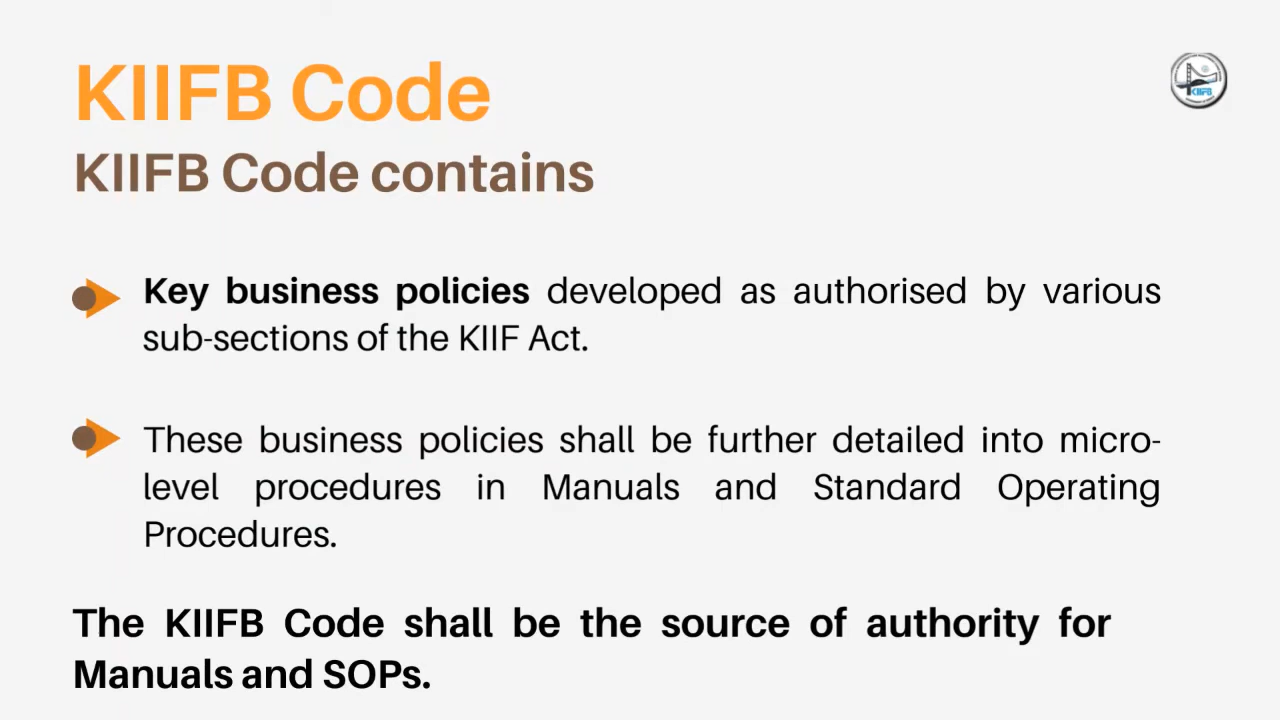 KIIFB Code
KIIFB
KIIFB Code contains
Key business policies developed as authorised by various
sub-sections of the KIIF Act.
These business policies shall be further detailed into micro-
level procedures in Manuals and Standard Operating
Procedures.
The KIIFB Code shall be the source of authority for
Manuals and SOPs.